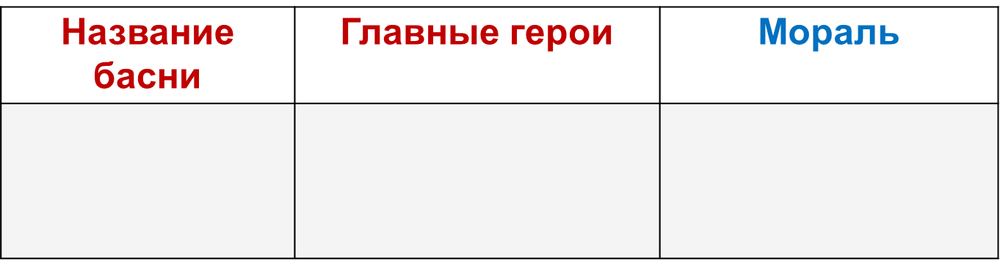 Название
басни
Главные герои
Мораль